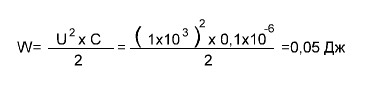 W= U² x C / 2 = (1x10³)² x 0,1x10⁻⁶ / 2 =0,05 Дж